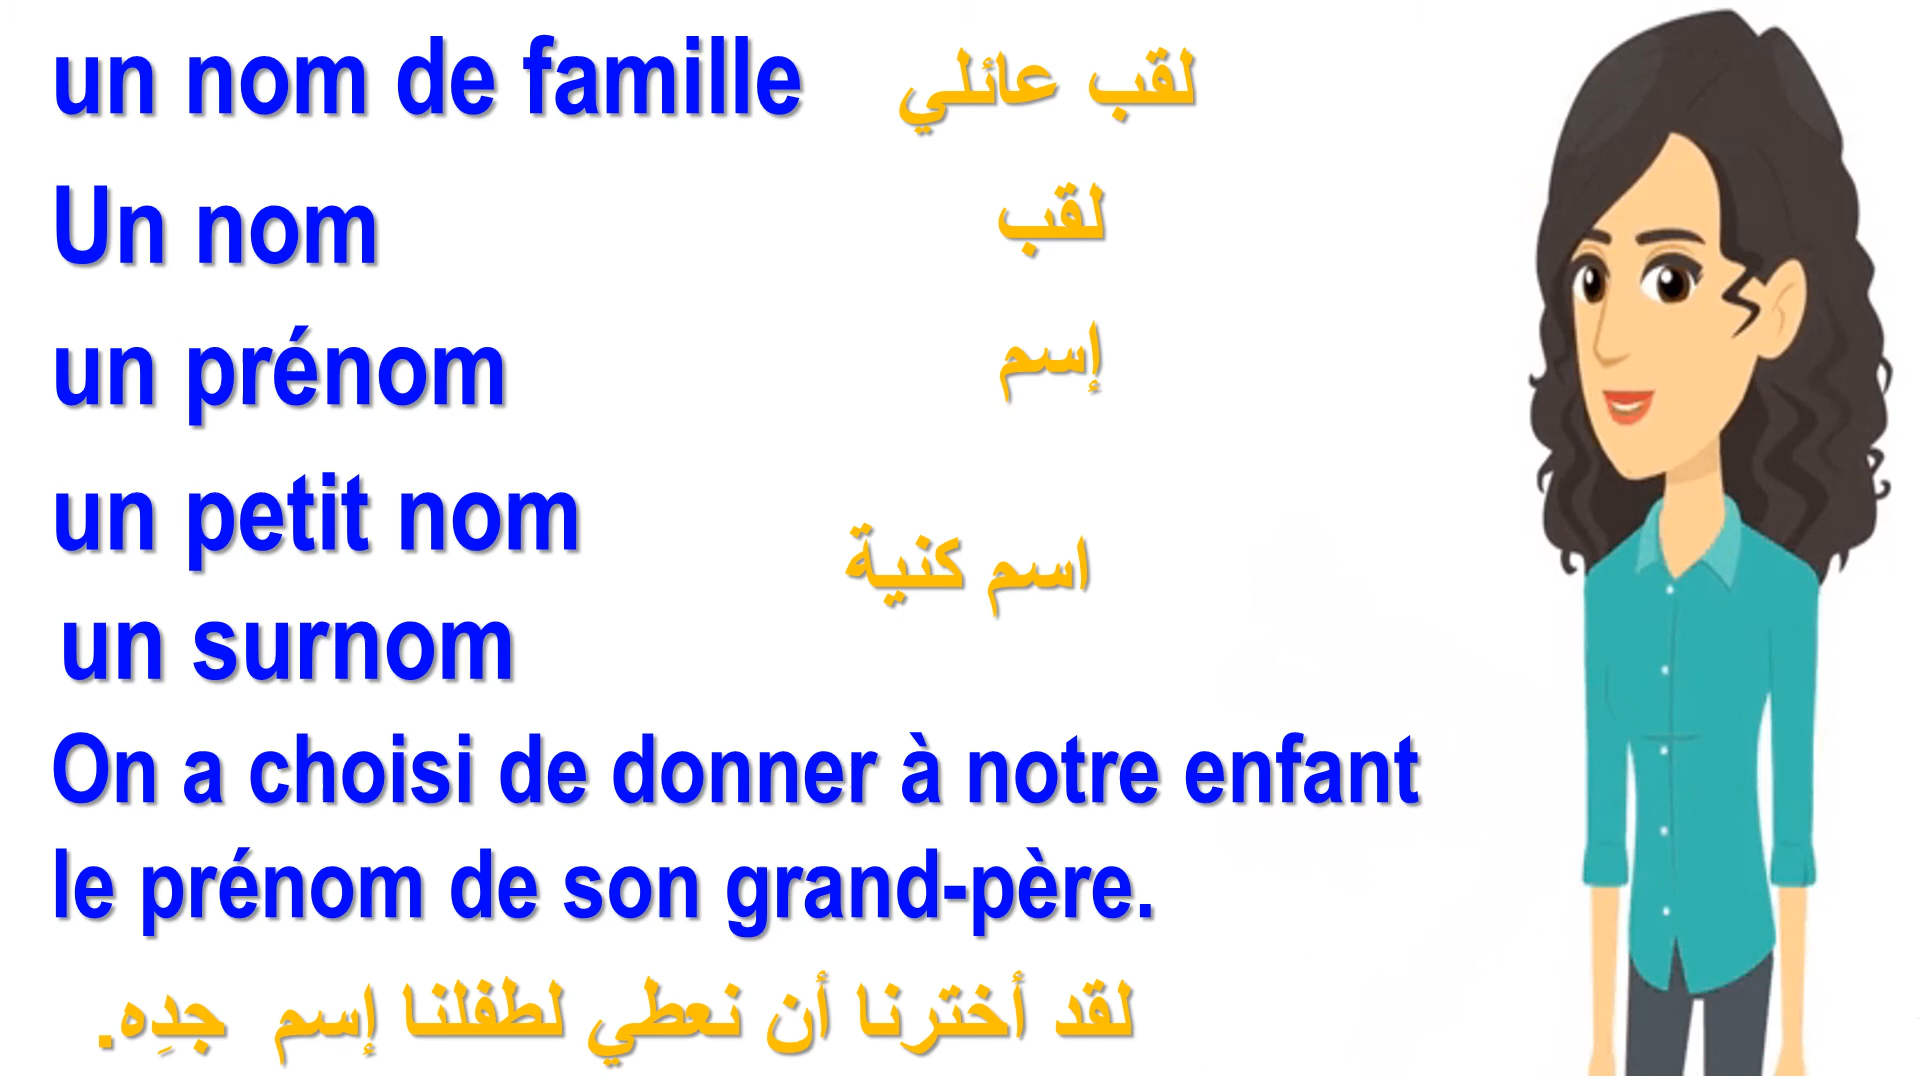 un nom de famille لقب عائلي
Un nom لقب
un prénom إسم
un petit nom
اسم كنية
un surnom
On a choisi de donner à notre enfant
le prénom de son grand-père.
لقد أخترنا أن نعطي لطفلنا إسم جدِه.